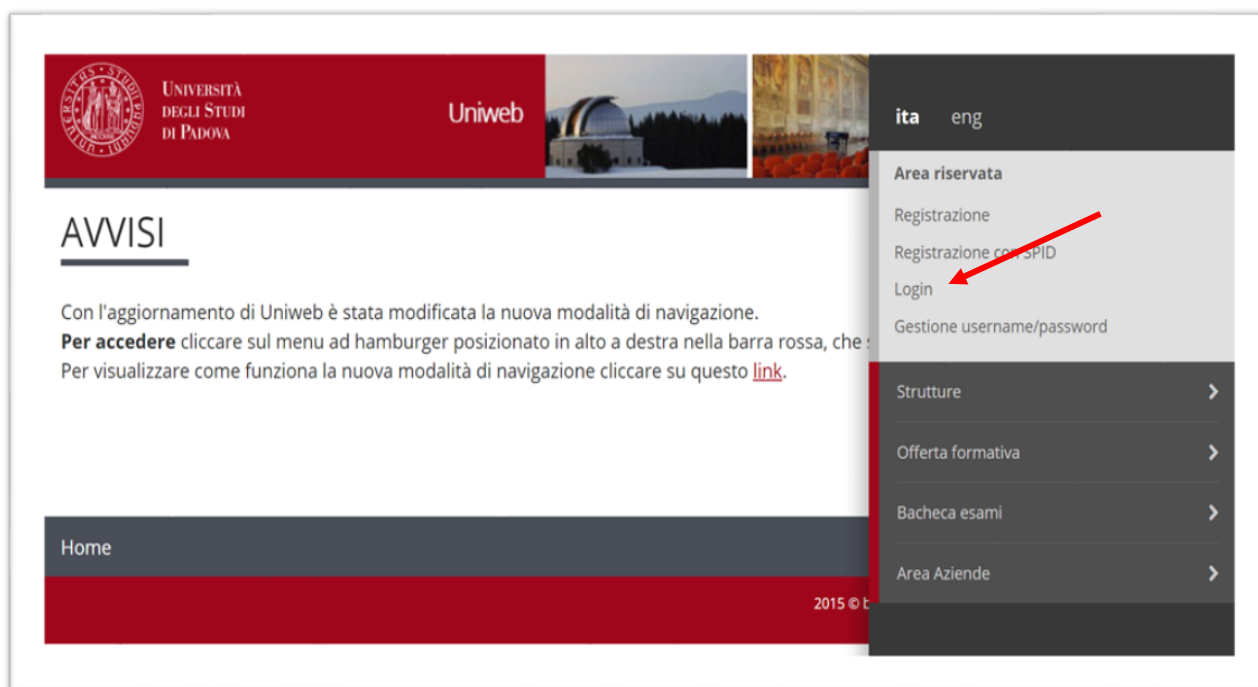 UNIVERSITÀ
DEGLI STUDI
DI PADOVA
Uniweb
ita eng
AVVISI
Con l'aggiornamento di Uniweb è stata modificata la nuova modalità di navigazione.
Per accedere cliccare sul menu ad hamburger posizionato in alto a destra nella barra rossa, che
Per visualizzare come funziona la nuova modalità di navigazione cliccare su questo link.
Area riservata
Registrazione
Registrazione con SPID
Login
Gestione username/password
Strutture
Offerta formativa
Bacheca esami
Area Aziende
Home
2015 ©